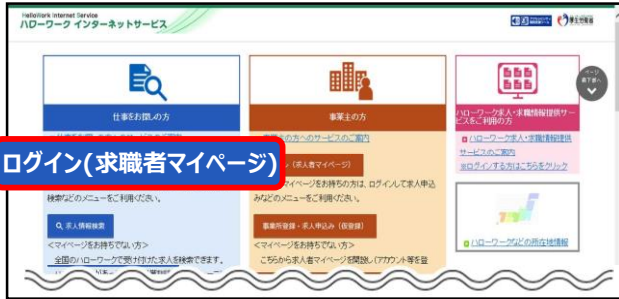 HelloWork Internet Service
ハローワーク インターネットサービス
厚生労働省
ページ
最下部へ
仕事をお探しの方
事業主の方
ハローワーク求人・求職情報提供サー
ビスをご利用の方
事業主の方へのサービスのご案内
ハローワーク求人・求職情報提供
サービスのご案内
※ログインする方はこちらをクリック
ログイン(求職者マイページ)
(求人者マイページ)
マイページをお持ちの方は、ログインして求人申込
検索などのメニューをご利用ください。
みなどのメニューをご利用ください。
求人情報検索
事業所登録・求人申込み（仮登録）
<マイページをお持ちでない方>
<マイページをお持ちでない方>
全国のハローワークで受け付けた求人を検索できます。
こちらから求人者マイページを開設し(アカウント等を登
ハローワークなどの所在地情報